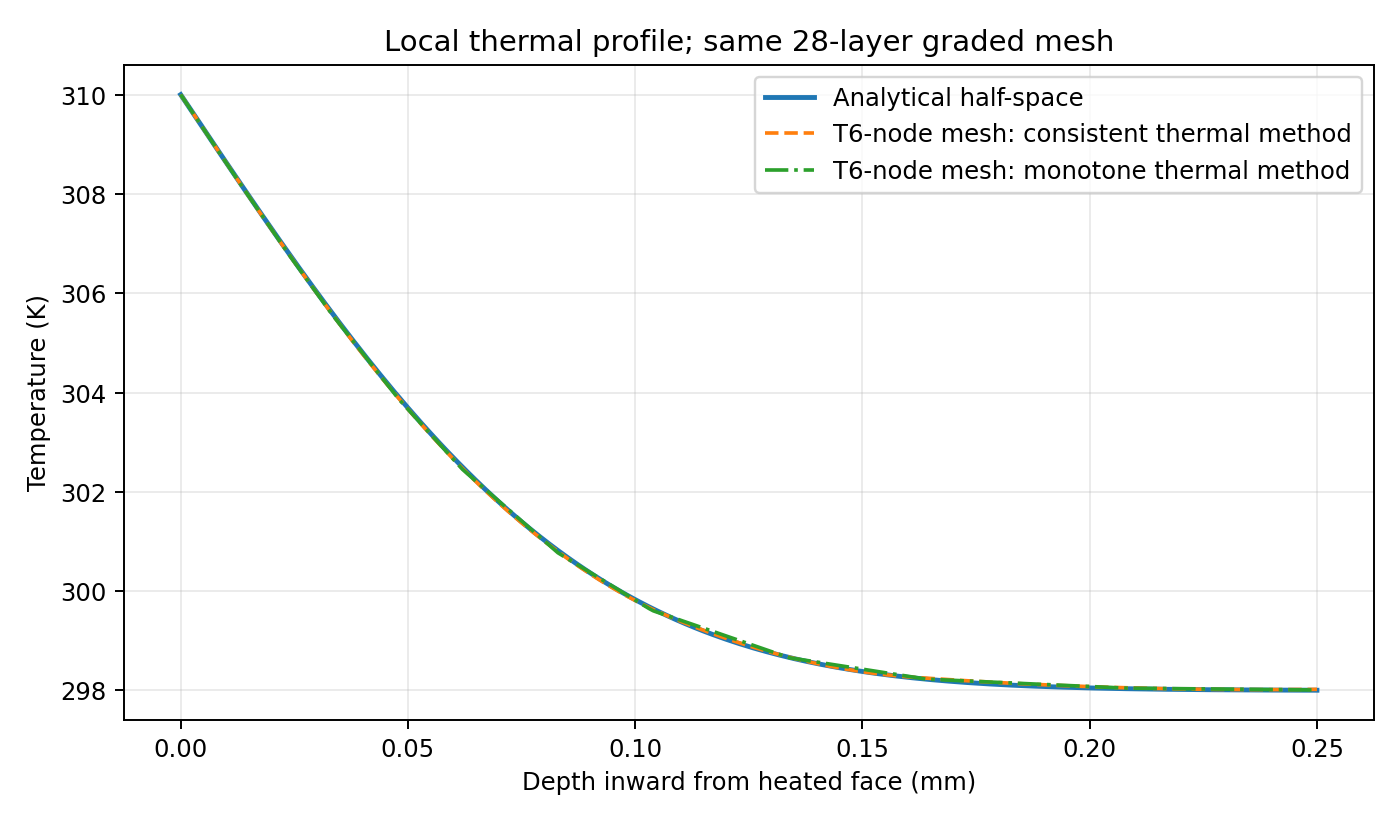 Local thermal profile; same 28-layer graded mesh
Analytical half-space
T6-node mesh: consistent thermal method
T6-node mesh: monotone thermal method
Temperature (K)
310
308
306
304
302
300
298
0.00 0.05 0.10 0.15 0.20 0.25
Depth inward from heated face (mm)